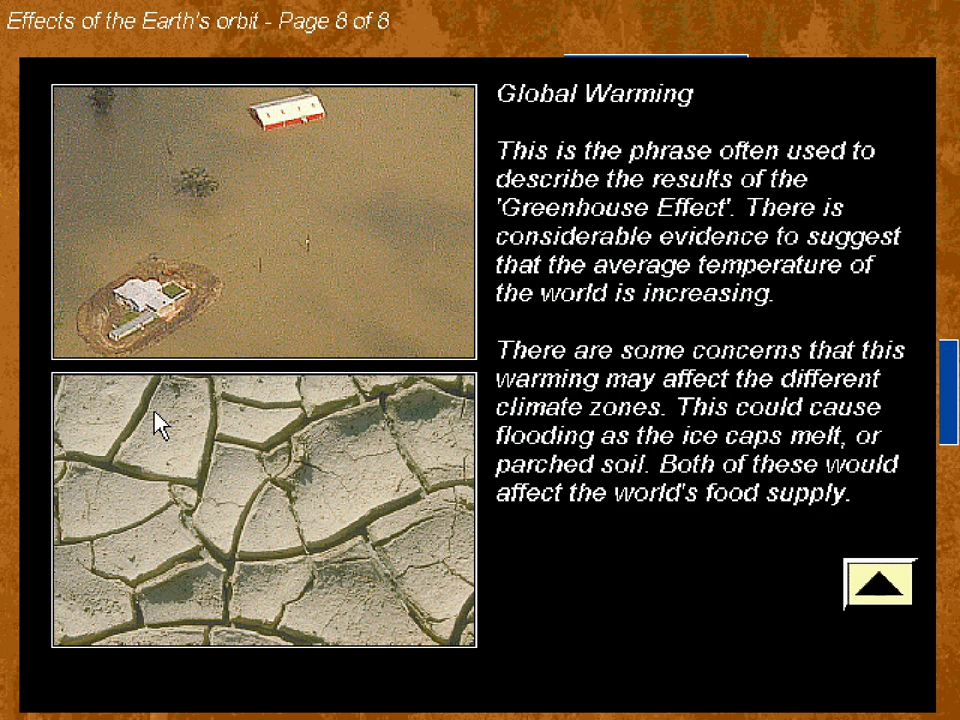 Effects of the Earth's orbit - Page 8 of 8
Global Warming
This is the phrase often used to
describe the results of the
'Greenhouse Effect'. There is
considerable evidence to suggest
that the average temperature of
the world is increasing.
There are some concerns that this
warming may affect the different
climate zones. This could cause
flooding as the ice caps melt, or
parched soil. Both of these would
affect the world's food supply.